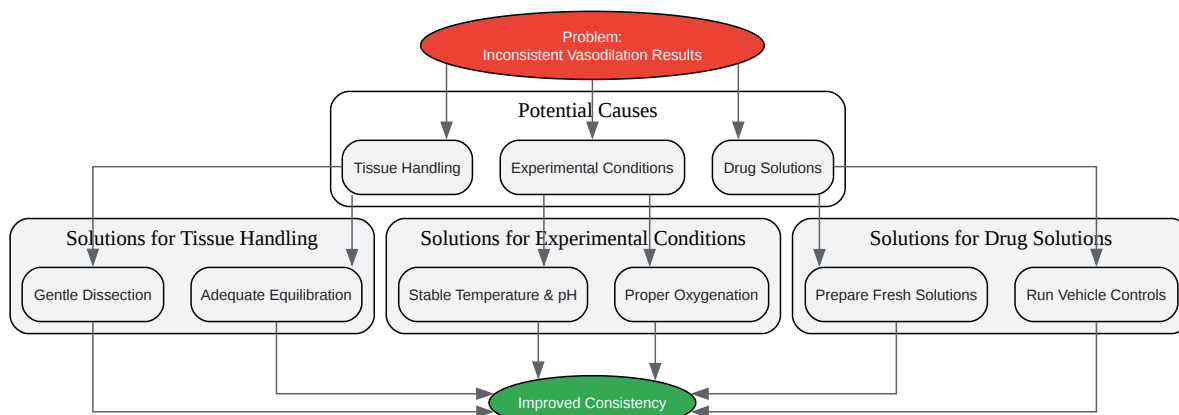 Problem:
Inconsistent Vasodilation Results
Potential Causes
Tissue Handling
Experimental Conditions
Drug Solutions
Solutions for Tissue Handling
Solutions for Experimental Conditions
Solutions for Drug Solutions
Gentle Dissection
Adequate Equilibration
Stable Temperature & pH
Proper Oxygenation
Prepare Fresh Solutions
Run Vehicle Controls
Improved Consistency